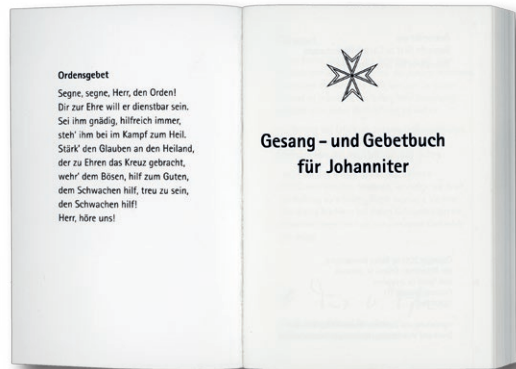 Ordensgebet
Segne, segne, Herr, den Orden!
Dir zur Ehre will er dienstbar sein.
Sei ihm gnädig, hilfreich immer,
steh' ihm bei im Kampf zum Heil.
Stärk' den Glauben an den Heiland,
der zu Ehren das Kreuz gebracht,
wehr' dem Bösen, hilf zum Guten,
dem Schwachen hilf, treu zu sein,
den Schwachen hilf!
Herr, höre uns!
Gesang – und Gebetbuch
für Johanniter